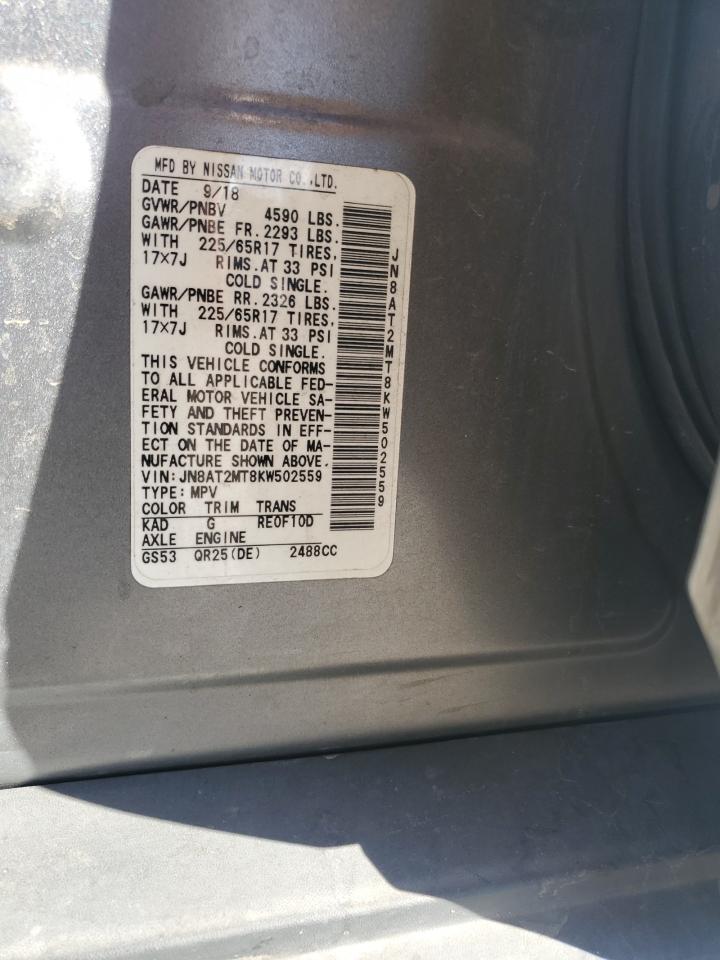 MFD BY NISSAN MOTOR CO.,LTD.
DATE 9/18
GVWR/PNBV 4590 LBS.
GAWR/PNBE FR. 2293 LBS.
WITH 225/65R17 TIRES,
17×7J RIMS.AT 33 PSI
COLD SINGLE.
GAWR/PNBE RR. 2326 LBS.
WITH 225/65R17 TIRES,
17×7J RIMS.AT 33 PSI
COLD SINGLE.
THIS VEHICLE CONFORMS
TO ALL APPLICABLE FED-
ERAL MOTOR VEHICLE SA-
FETY AND THEFT PREVEN-
TION STANDARDS IN EFF-
ECT ON THE DATE OF MA-
NUFACTURE SHOWN ABOVE.
VIN:JN8AT2MT8KW502559
TYPE:MPV
COLOR TRIM TRANS
KAD G RE0F10D
AXLE ENGINE
GS53 QR25(DE) 2488CC
JN8AT2MT8KW502559